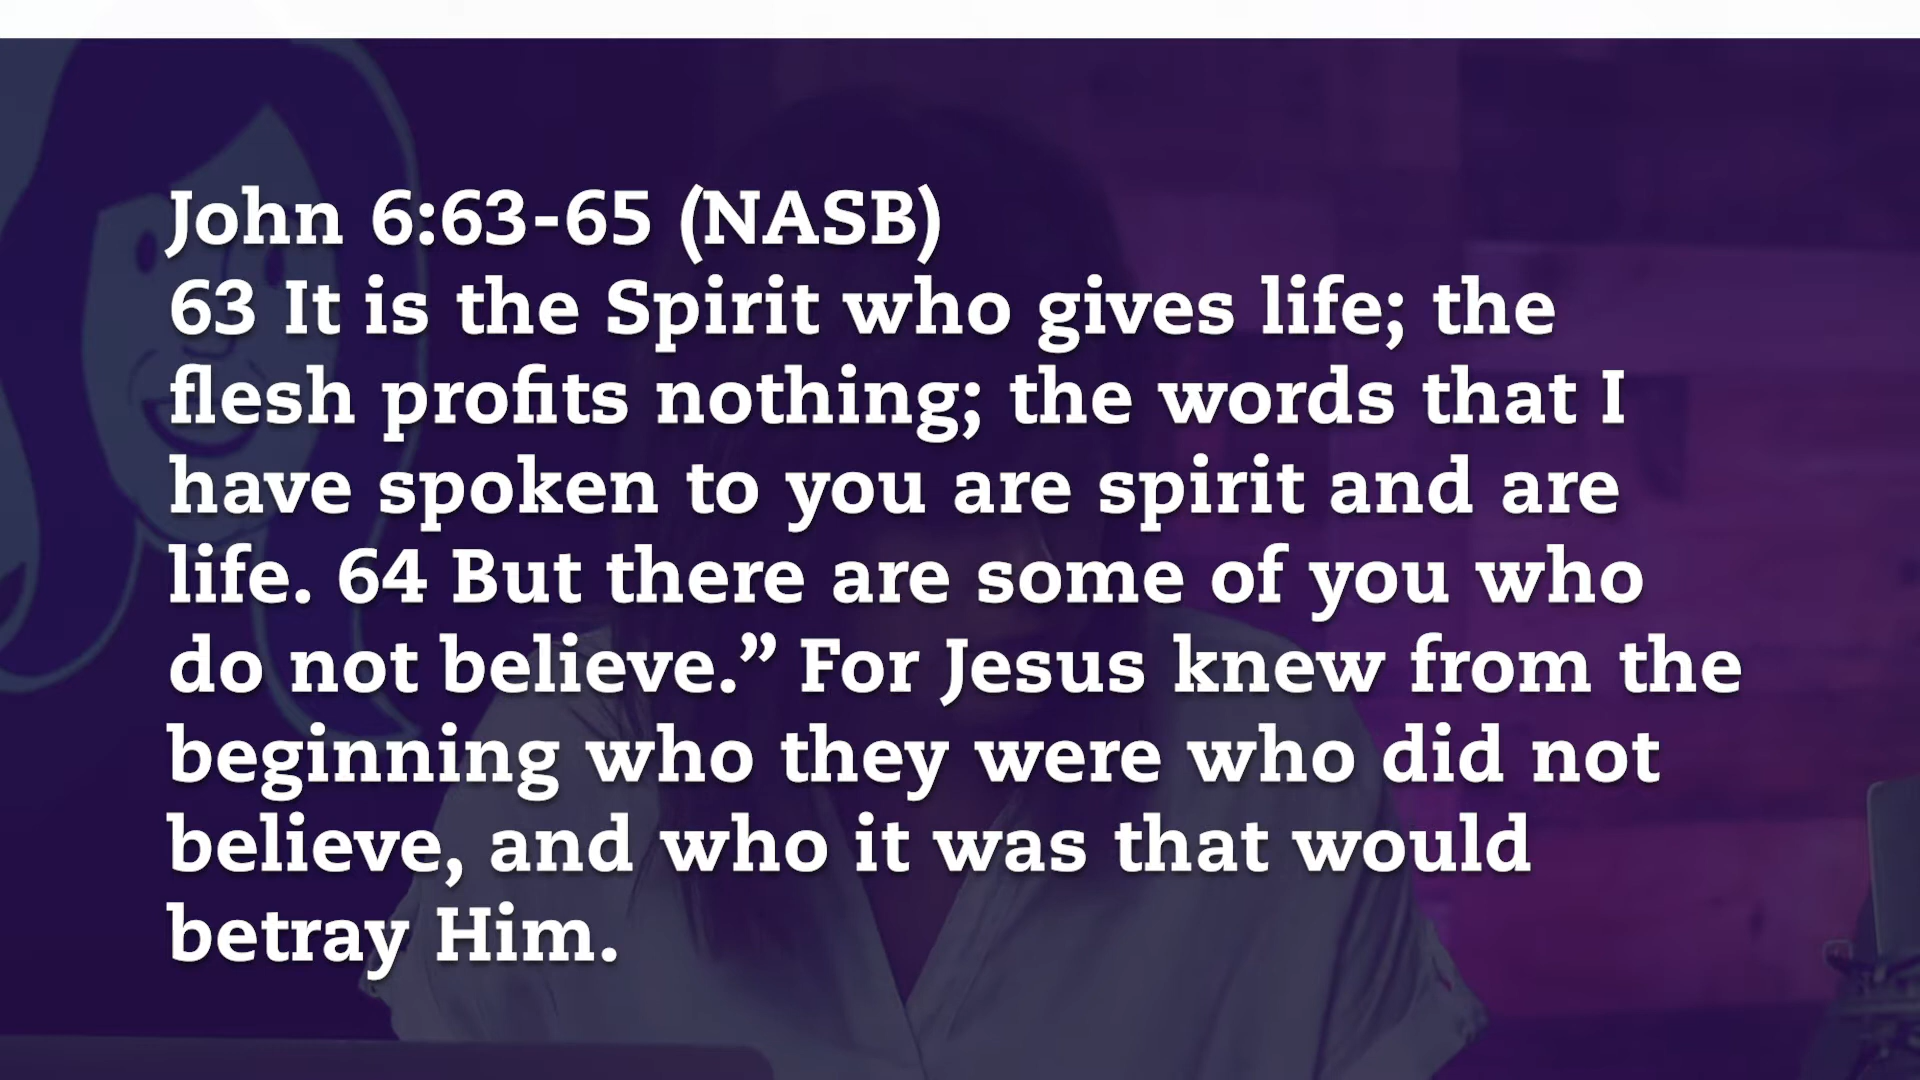 John 6:63-65 (NASB)
63 It is the Spirit who gives life; the
flesh profits nothing; the words that I
have spoken to you are spirit and are
life. 64 But there are some of you who
do not believe.” For Jesus knew from the
beginning who they were who did not
believe, and who it was that would
betray Him.